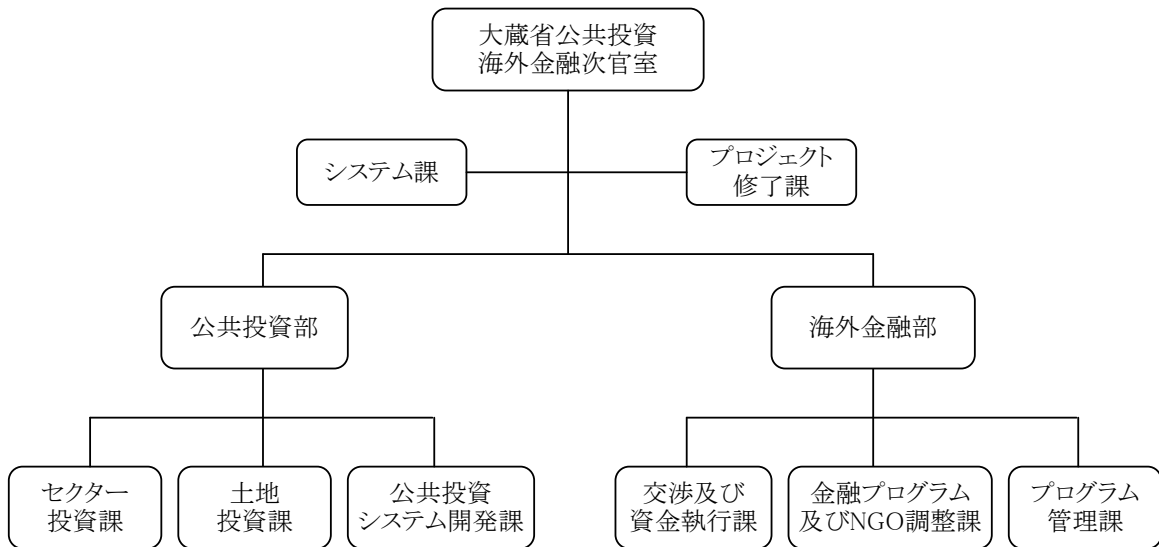 大蔵省公共投資
海外金融次官室
システム課
プロジェクト
修了課
公共投資部
海外金融部
セクター
投資課
土地
投資課
公共投資
システム開発課
交渉及び
資金執行課
金融プログラム
及びNGO調整課
プログラム
管理課